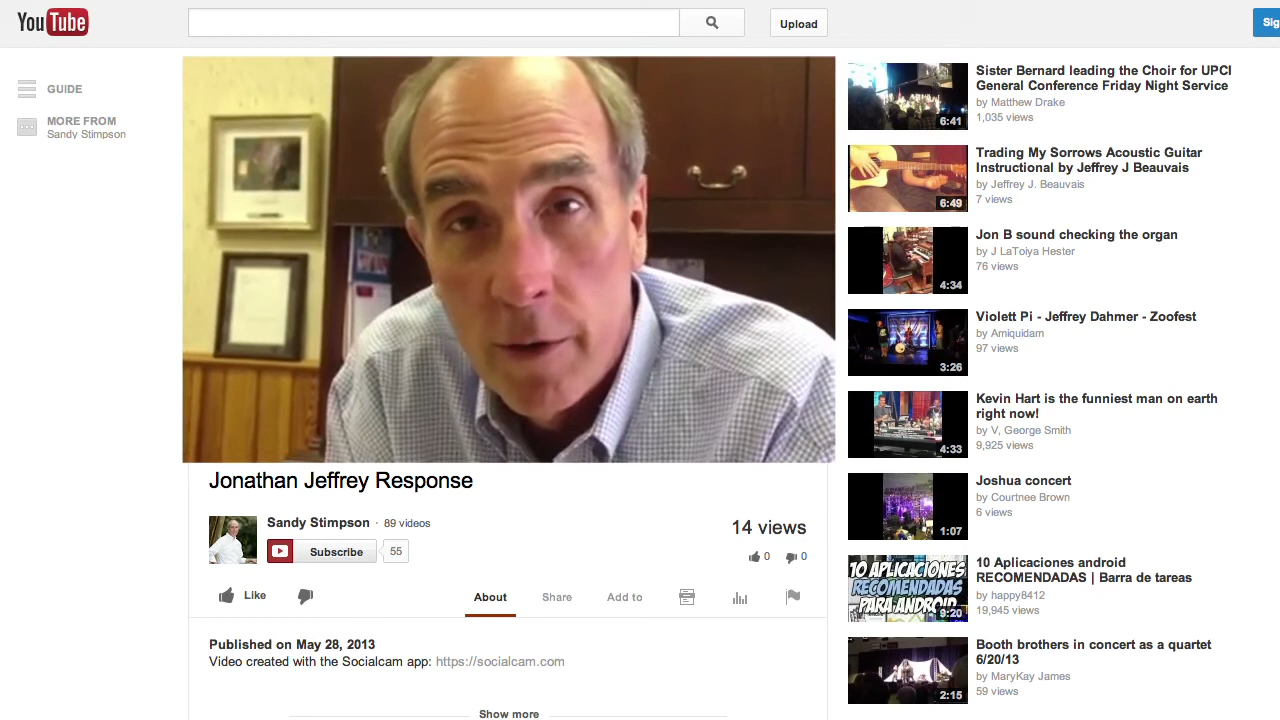 YouTube
Upload
Sig
GUIDE
MORE FROM
Sandy Stimpson
Jonathan Jeffrey Response
Sandy Stimpson · 89 videos
Subscribe 55
14 views
0 0
Like
About Share Add to
Published on May 28, 2013
Video created with the Socialcam app: https://socialcam.com
Show more
6:41
Sister Bernard leading the Choir for UPCI
General Conference Friday Night Service
by Matthew Drake
1,035 views
6:49
Trading My Sorrows Acoustic Guitar
Instructional by Jeffrey J Beauvais
by Jeffrey J. Beauvais
7 views
4:34
Jon B sound checking the organ
by J LaToiya Hester
76 views
3:26
Violett Pi - Jeffrey Dahmer - Zoofest
by Amiquidam
97 views
4:33
Kevin Hart is the funniest man on earth
right now!
by V, George Smith
9,925 views
1:07
Joshua concert
by Courtnee Brown
6 views
10 APLICACIONES
RECOMENDADAS
PARA ANDROID
9:20
10 Aplicaciones android
RECOMENDADAS | Barra de tareas
by happy8412
19,945 views
2:15
Booth brothers in concert as a quartet
6/20/13
by MaryKay James
59 views